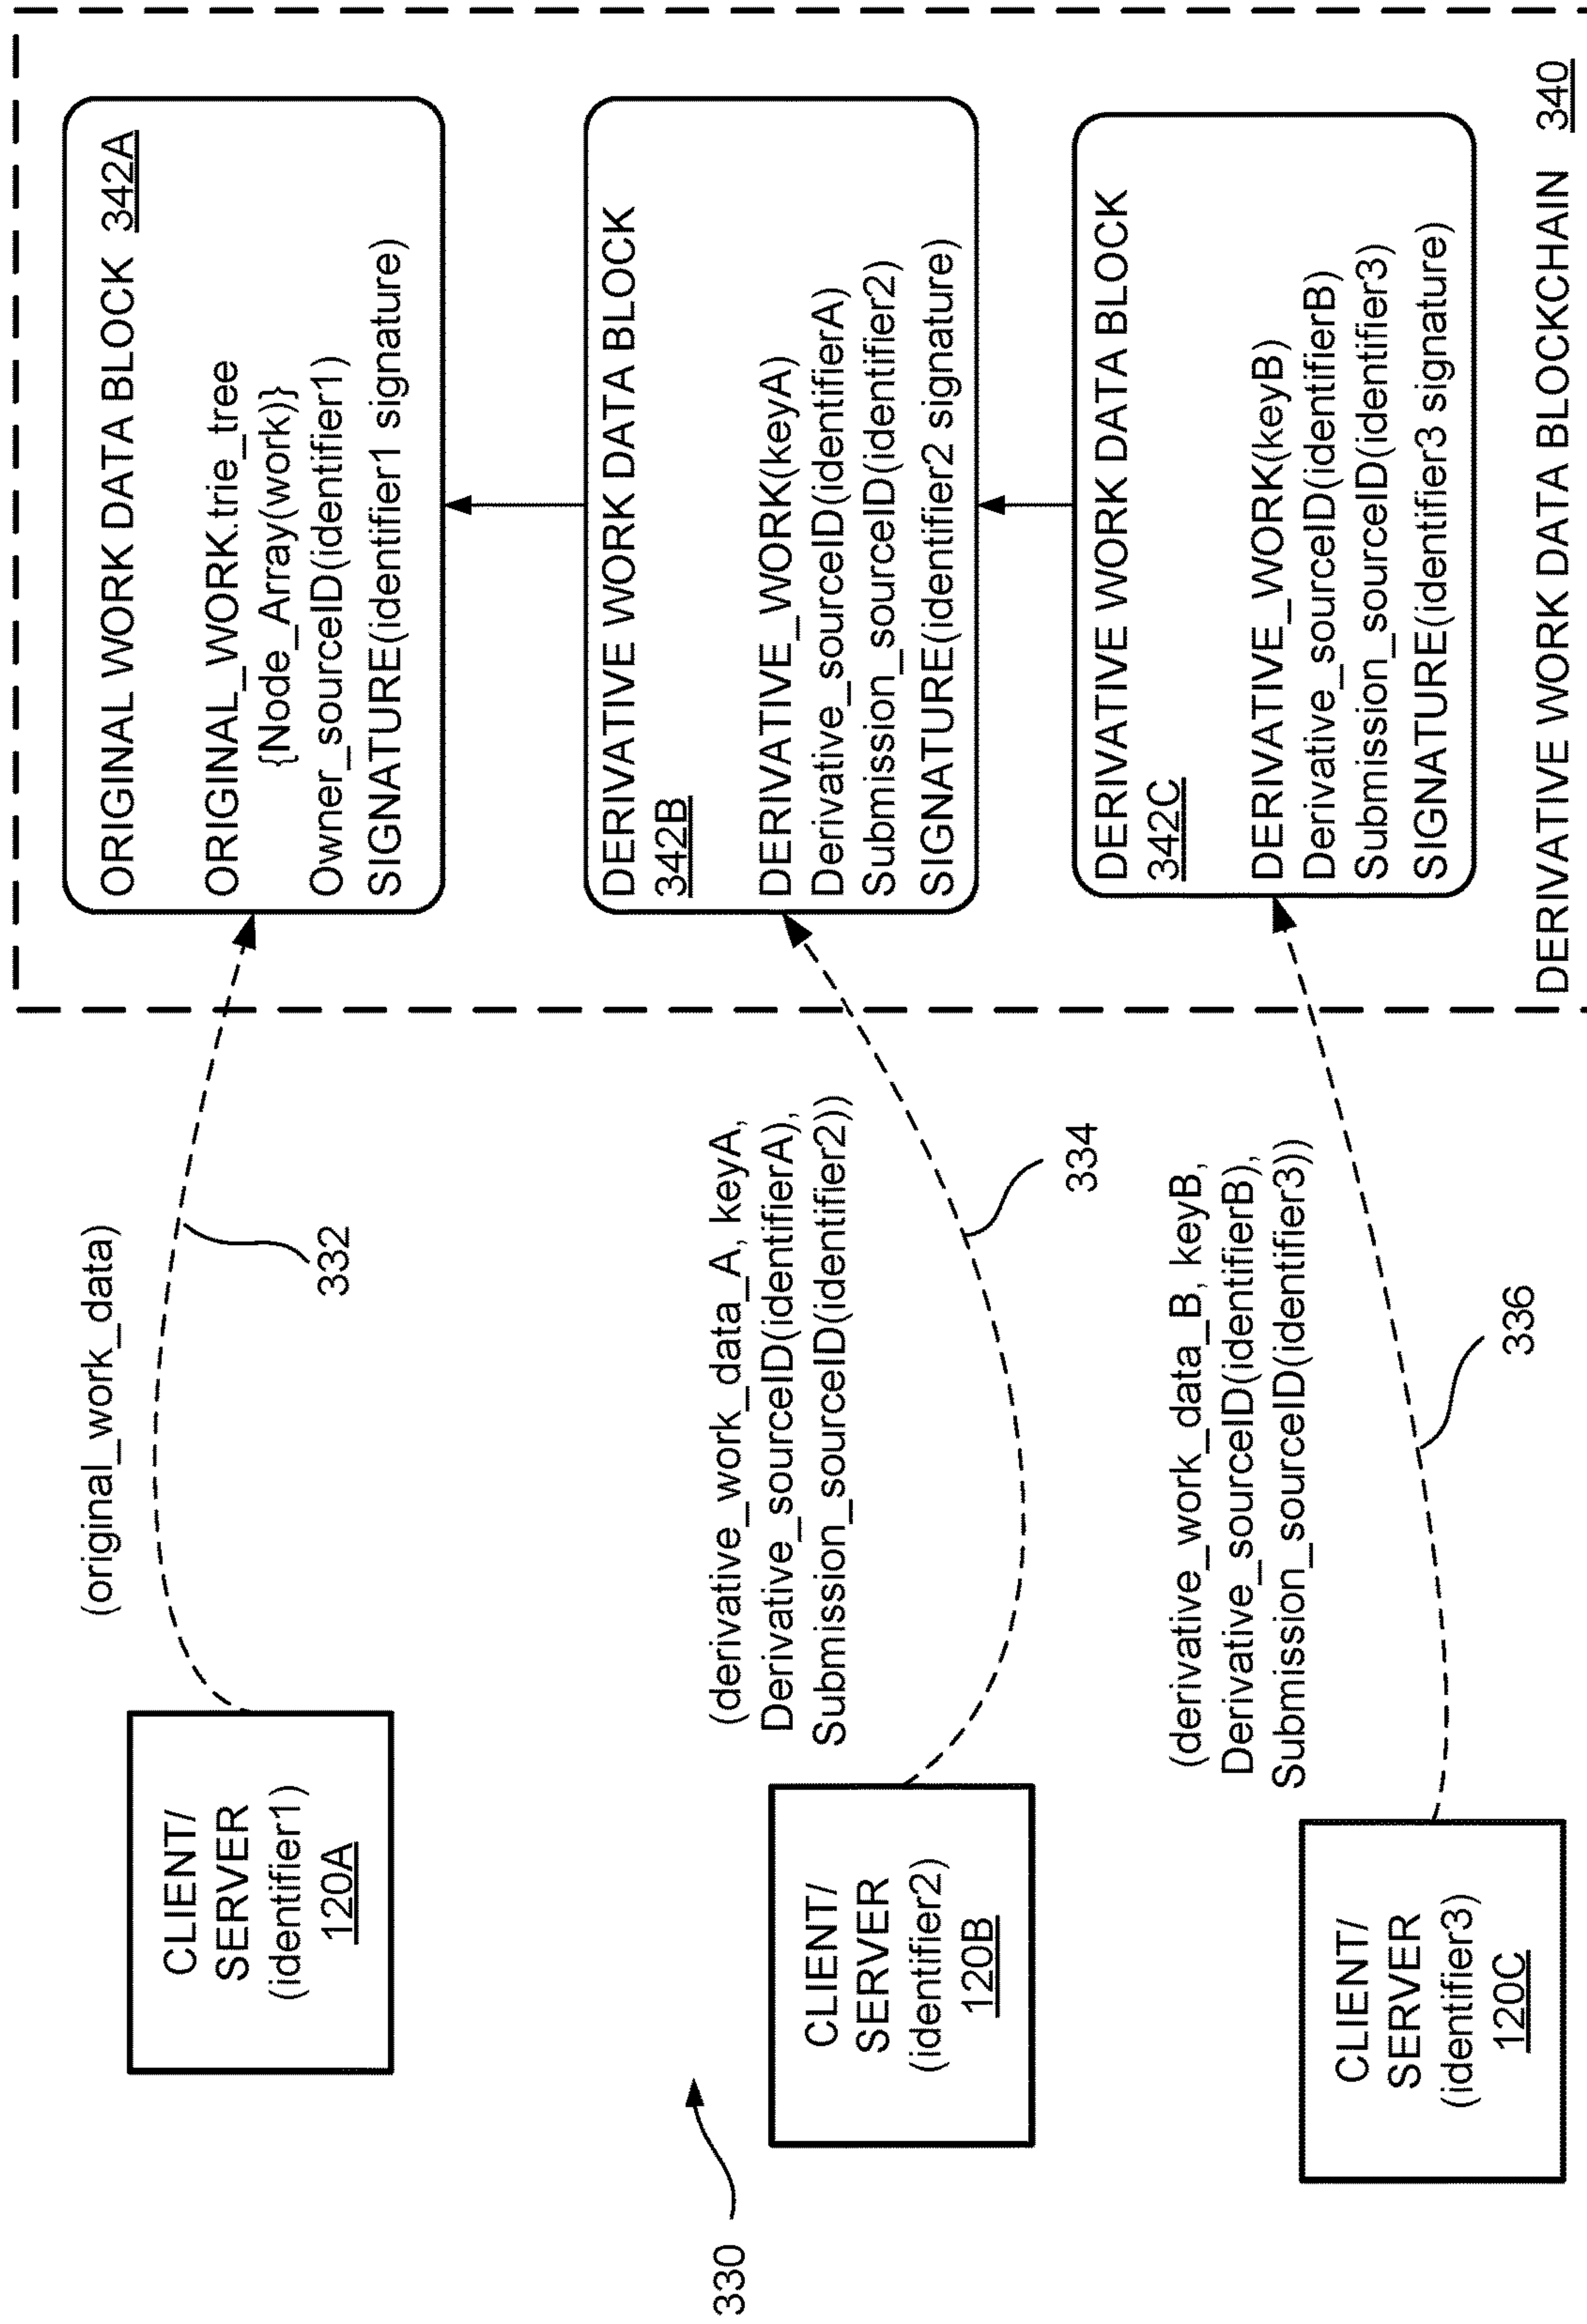 330
CLIENT/
SERVER
(identifier1)
120A
(original_work_data)
332
ORIGINAL WORK DATA BLOCK 342A
ORIGINAL_WORK.trie_tree
{Node_Array(work)}
Owner_sourceID(identifier1)
SIGNATURE(identifier1 signature)
CLIENT/
SERVER
(identifier2)
120B
(derivative_work_data_A, keyA,
Derivative_sourceID(identifierA),
Submission_sourceID(identifier2))
334
DERIVATIVE WORK DATA BLOCK
342B
DERIVATIVE_WORK(keyA)
Derivative_sourceID(identifierA)
Submission_sourceID(identifier2)
SIGNATURE(identifier2 signature)
CLIENT/
SERVER
(identifier3)
120C
(derivative_work_data_B, keyB,
Derivative_sourceID(identifierB),
Submission_sourceID(identifier3))
336
DERIVATIVE WORK DATA BLOCK
342C
DERIVATIVE_WORK(keyB)
Derivative_sourceID(identifierB)
Submission_sourceID(identifier3)
SIGNATURE(identifier3 signature)
DERIVATIVE WORK DATA BLOCKCHAIN 340